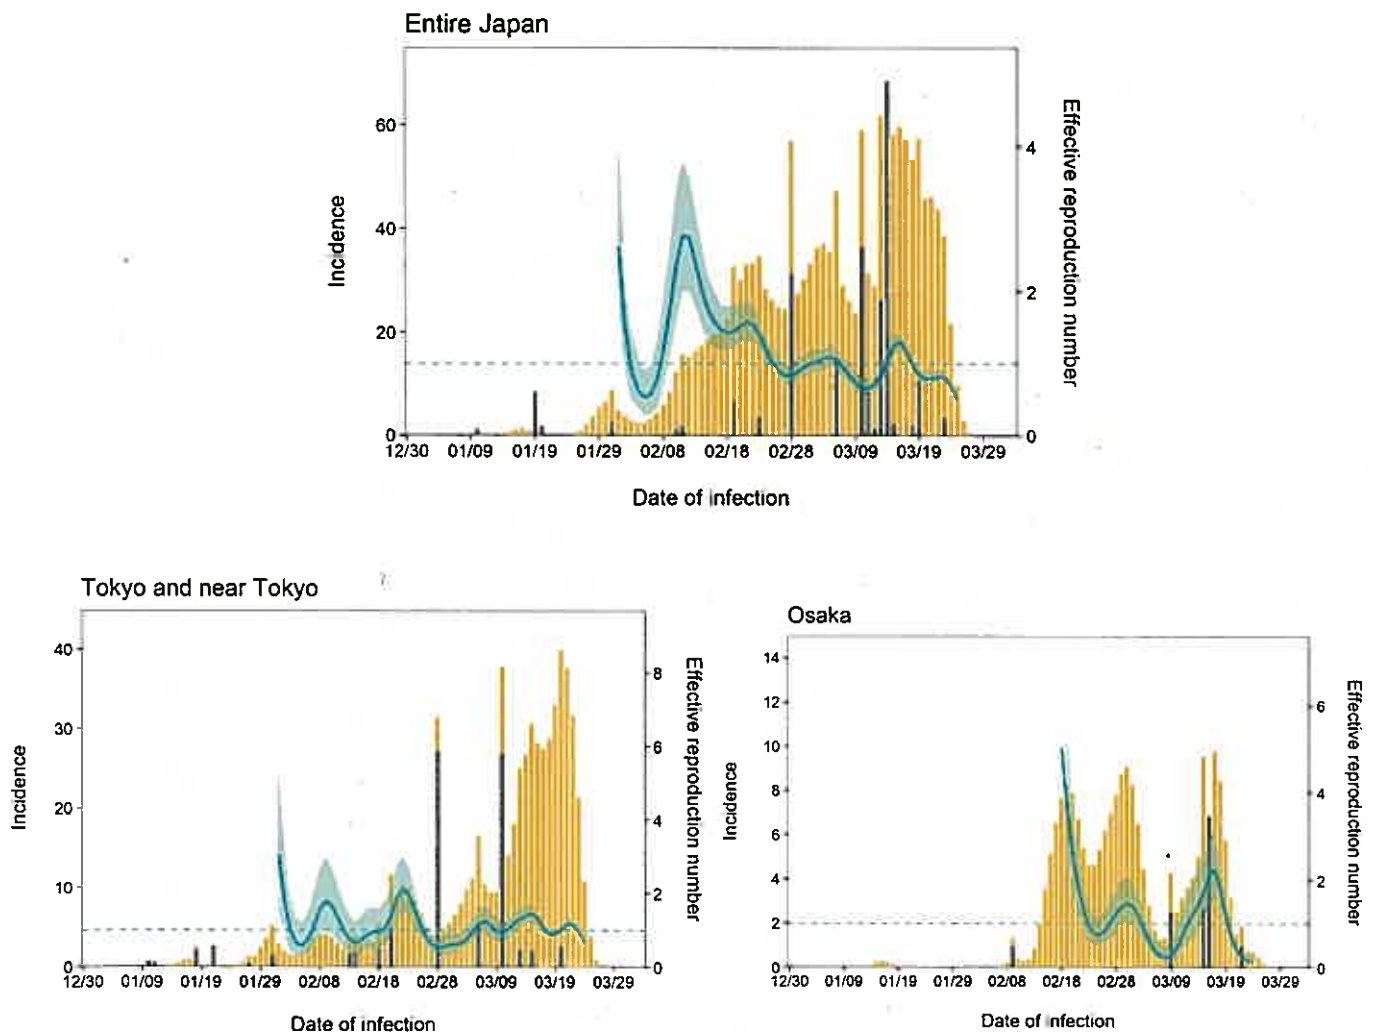 Entire Japan
60
40
20
0
4
2
0
Incidence
Effective reproduction number
12/30 01/09 01/19 01/29 02/08 02/18 02/28 03/09 03/19 03/29
Date of infection
Tokyo and near Tokyo
40
30
20
10
0
8
6
4
2
0
Incidence
Effective reproduction number
12/30 01/09 01/19 01/29 02/08 02/18 02/28 03/09 03/19 03/29
Date of infection
Osaka
14
12
10
8
6
4
2
0
6
4
2
0
Incidence
Effective reproduction number
12/30 01/09 01/19 01/29 02/08 02/18 02/28 03/09 03/19 03/29
Date of infection